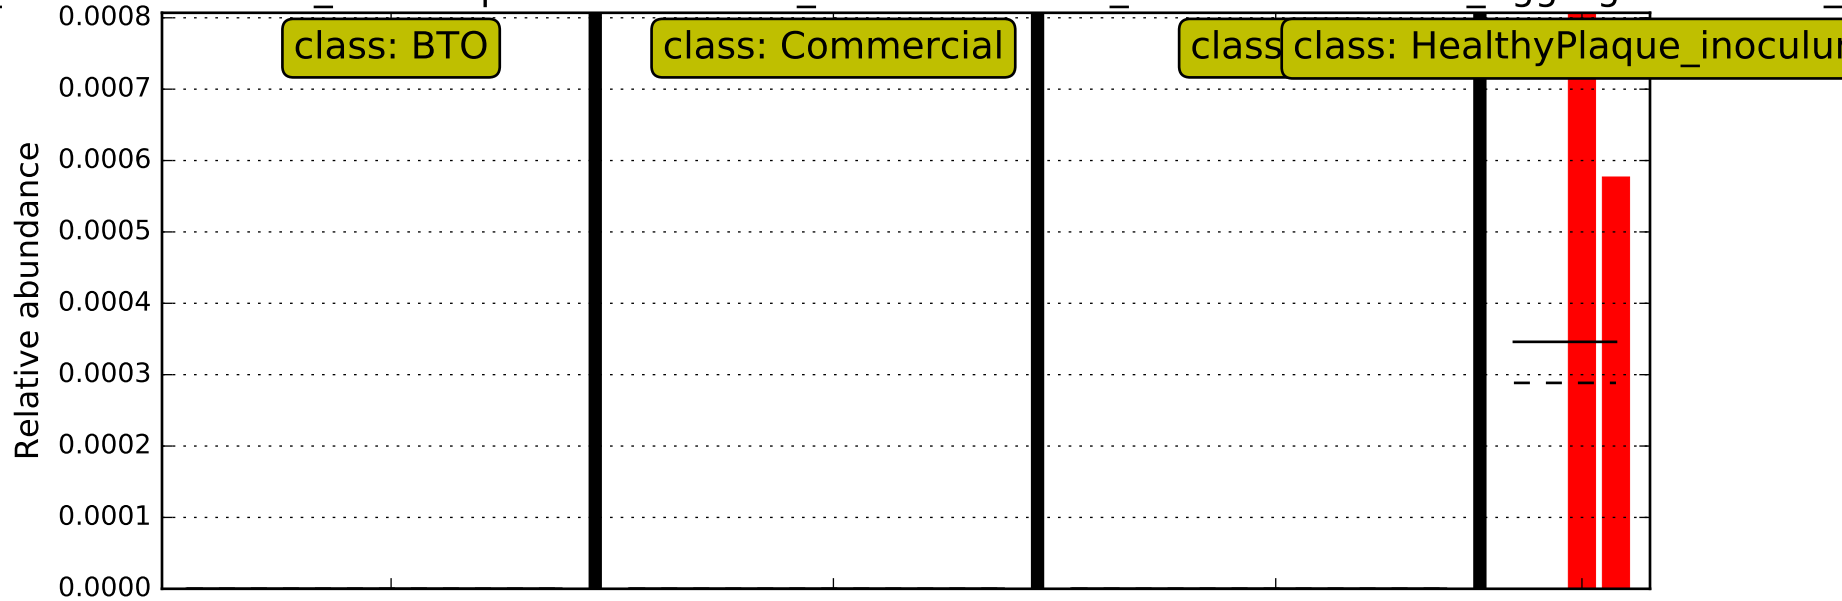 0.0008
class: BTO
class: Commercial
class
class: HealthyPlaque_inoculu
0.0007
0.0006
0.0005
0.0004
0.0003
0.0002
0.0001
0.0000
Relative abundance